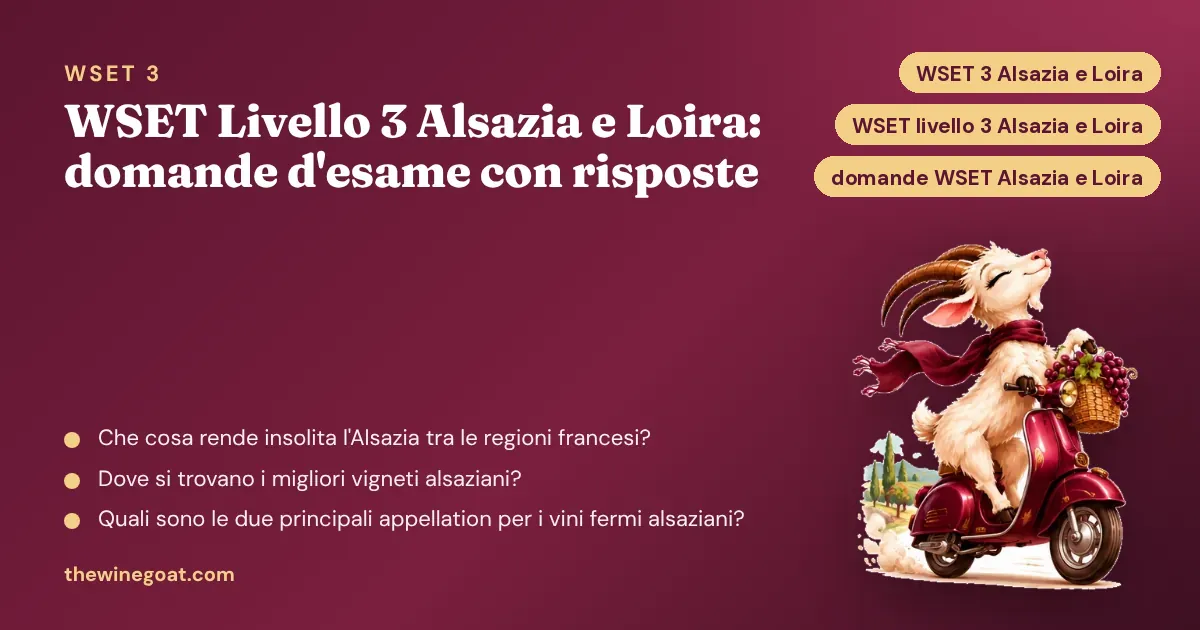 WSET 3
WSET Livello 3 Alsazia e Loira:
domande d'esame con risposte
WSET 3 Alsazia e Loira
WSET livello 3 Alsazia e Loira
domande WSET Alsazia e Loira
Che cosa rende insolita l'Alsazia tra le regioni francesi?
Dove si trovano i migliori vigneti alsaziani?
Quali sono le due principali appellation per i vini fermi alsaziani?
thewinegoat.com